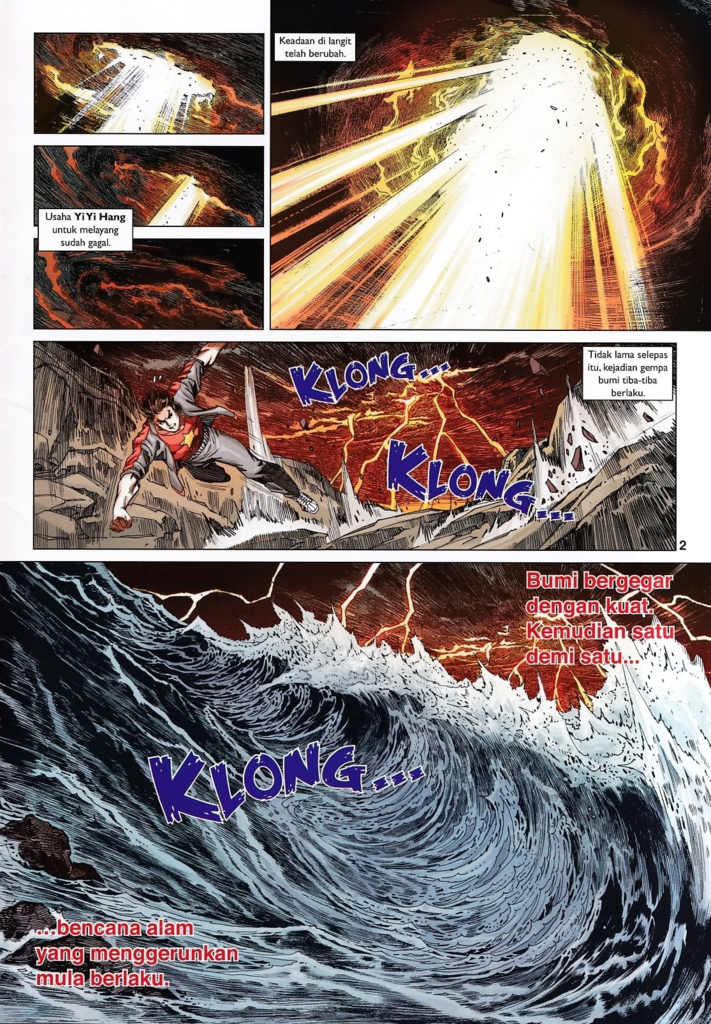 Keadaan di langit
telah berubah.
Usaha Yi Yi Hang
untuk melayang
sudah gagal.
KLONG...
KLONG...
Tidak lama selepas
itu, kejadian gempa
bumi tiba-tiba
berlaku.
2
Bumi bergegar
dengan kuat.
Kemudian satu
demi satu...
KLONG...
...bencana alam
yang menggerunkan
mula berlaku.